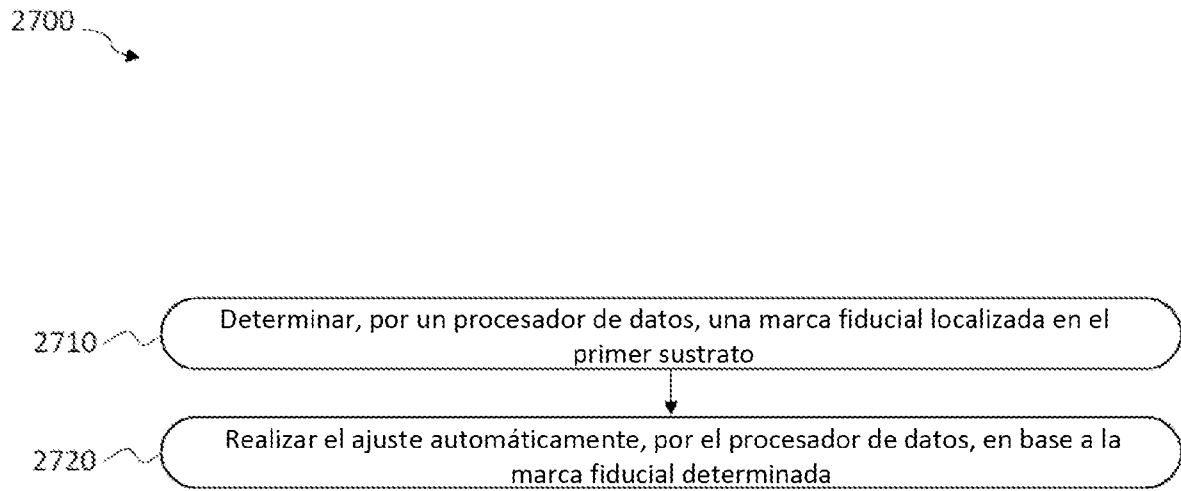 2700
2710
Determinar, por un procesador de datos, una marca fiducial localizada en el
primer sustrato
2720
Realizar el ajuste automáticamente, por el procesador de datos, en base a la
marca fiducial determinada